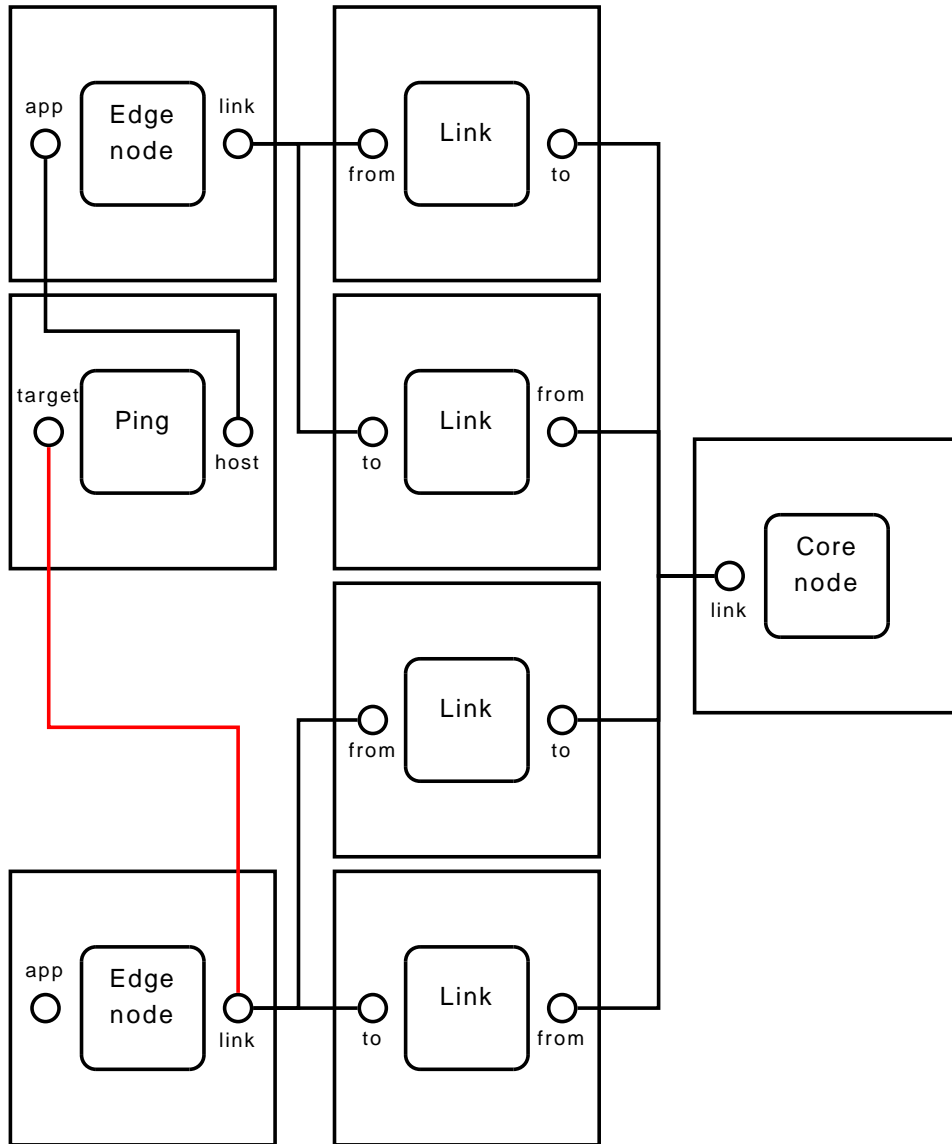 app
Edge
node
link
from
Link
to
target
Ping
host
to
Link
from
Core
node
link
from
Link
to
app
Edge
node
link
to
Link
from